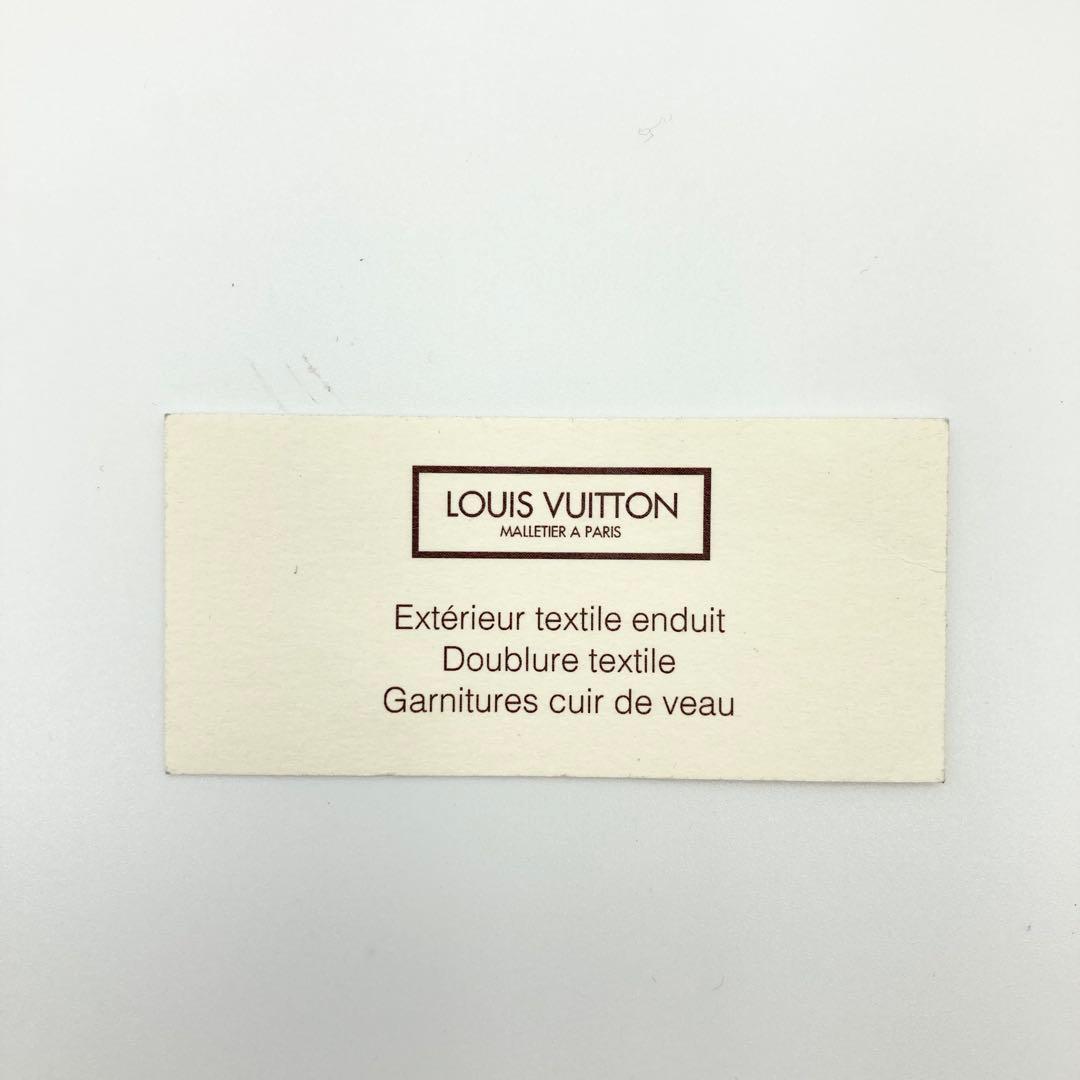 LOUIS VUITTON
MALLETIER A PARIS
Extérieur textile enduit
Doublure textile
Garnitures cuir de veau